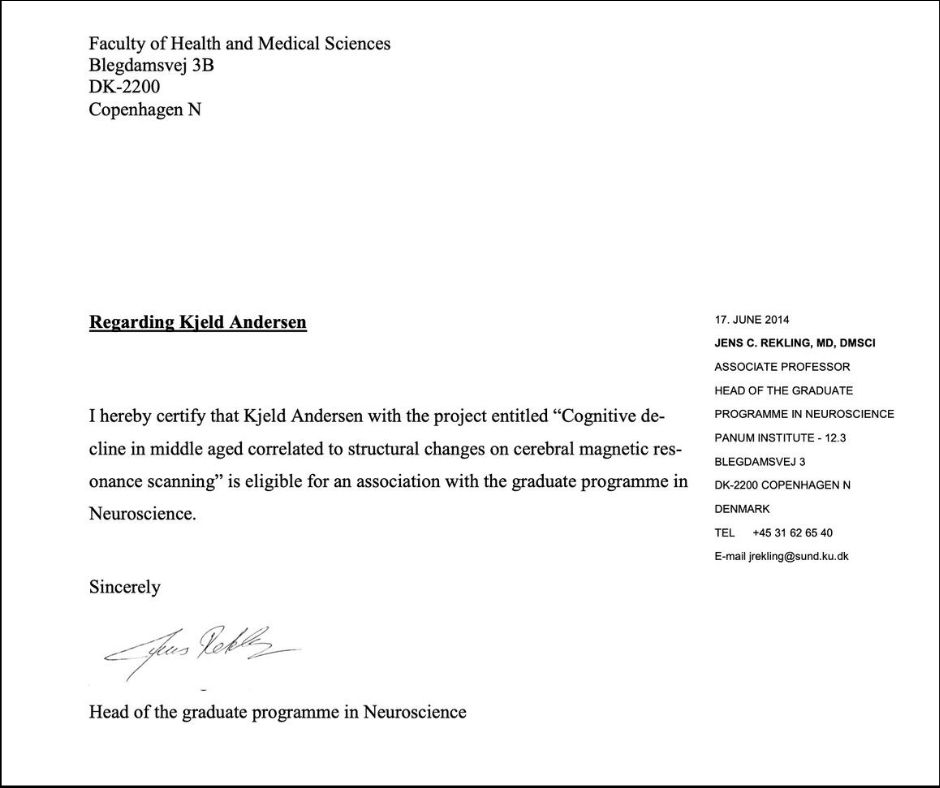 Faculty of Health and Medical Sciences
Blegdamsvej 3B
DK-2200
Copenhagen N
Regarding Kjeld Andersen
17. JUNE 2014
JENS C. REKLING, MD, DMSCI
ASSOCIATE PROFESSOR
HEAD OF THE GRADUATE
PROGRAMME IN NEUROSCIENCE
PANUM INSTITUTE - 12.3
BLEGDAMSVEJ 3
DK-2200 COPENHAGEN N
DENMARK
TEL +45 31 62 65 40
E-mail jrekling@sund.ku.dk
I hereby certify that Kjeld Andersen with the project entitled “Cognitive de-
cline in middle aged correlated to structural changes on cerebral magnetic res-
onance scanning” is eligible for an association with the graduate programme in
Neuroscience.
Sincerely
Jens Rekling
Head of the graduate programme in Neuroscience